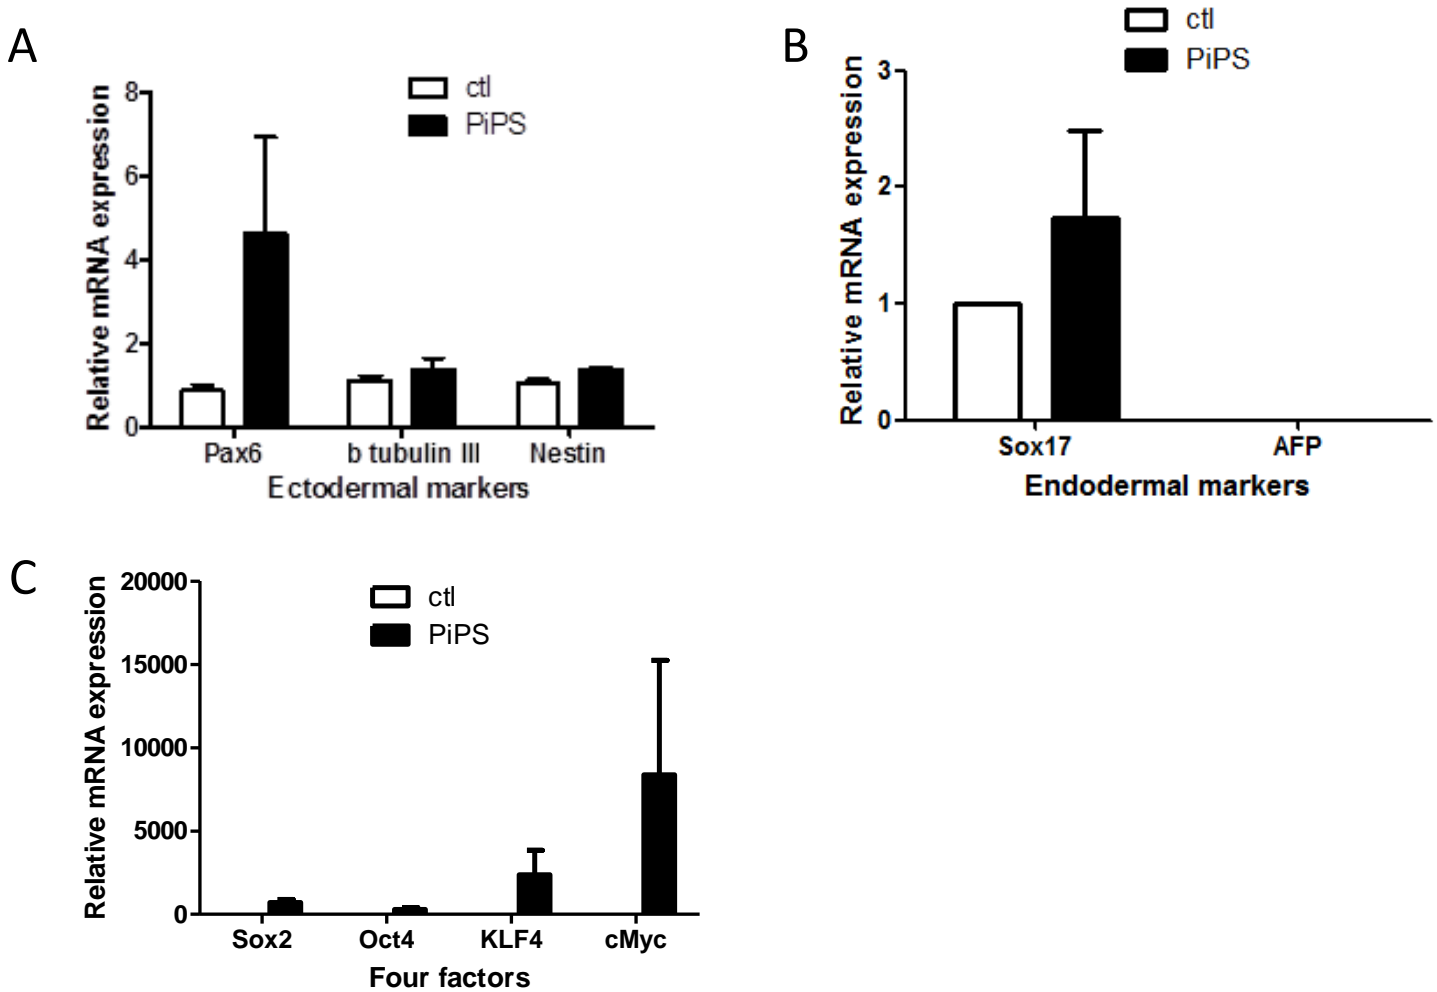 A
ctl
PiPS
Relative mRNA expression
8
6
4
2
0
Pax6 b tubulin III Nestin
Ectodermal markers
B
ctl
PiPS
Relative mRNA expression
3
2
1
0
Sox17 AFP
Endodermal markers
C
ctl
PiPS
Relative mRNA expression
20000
15000
10000
5000
0
Sox2 Oct4 KLF4 cMyc
Four factors